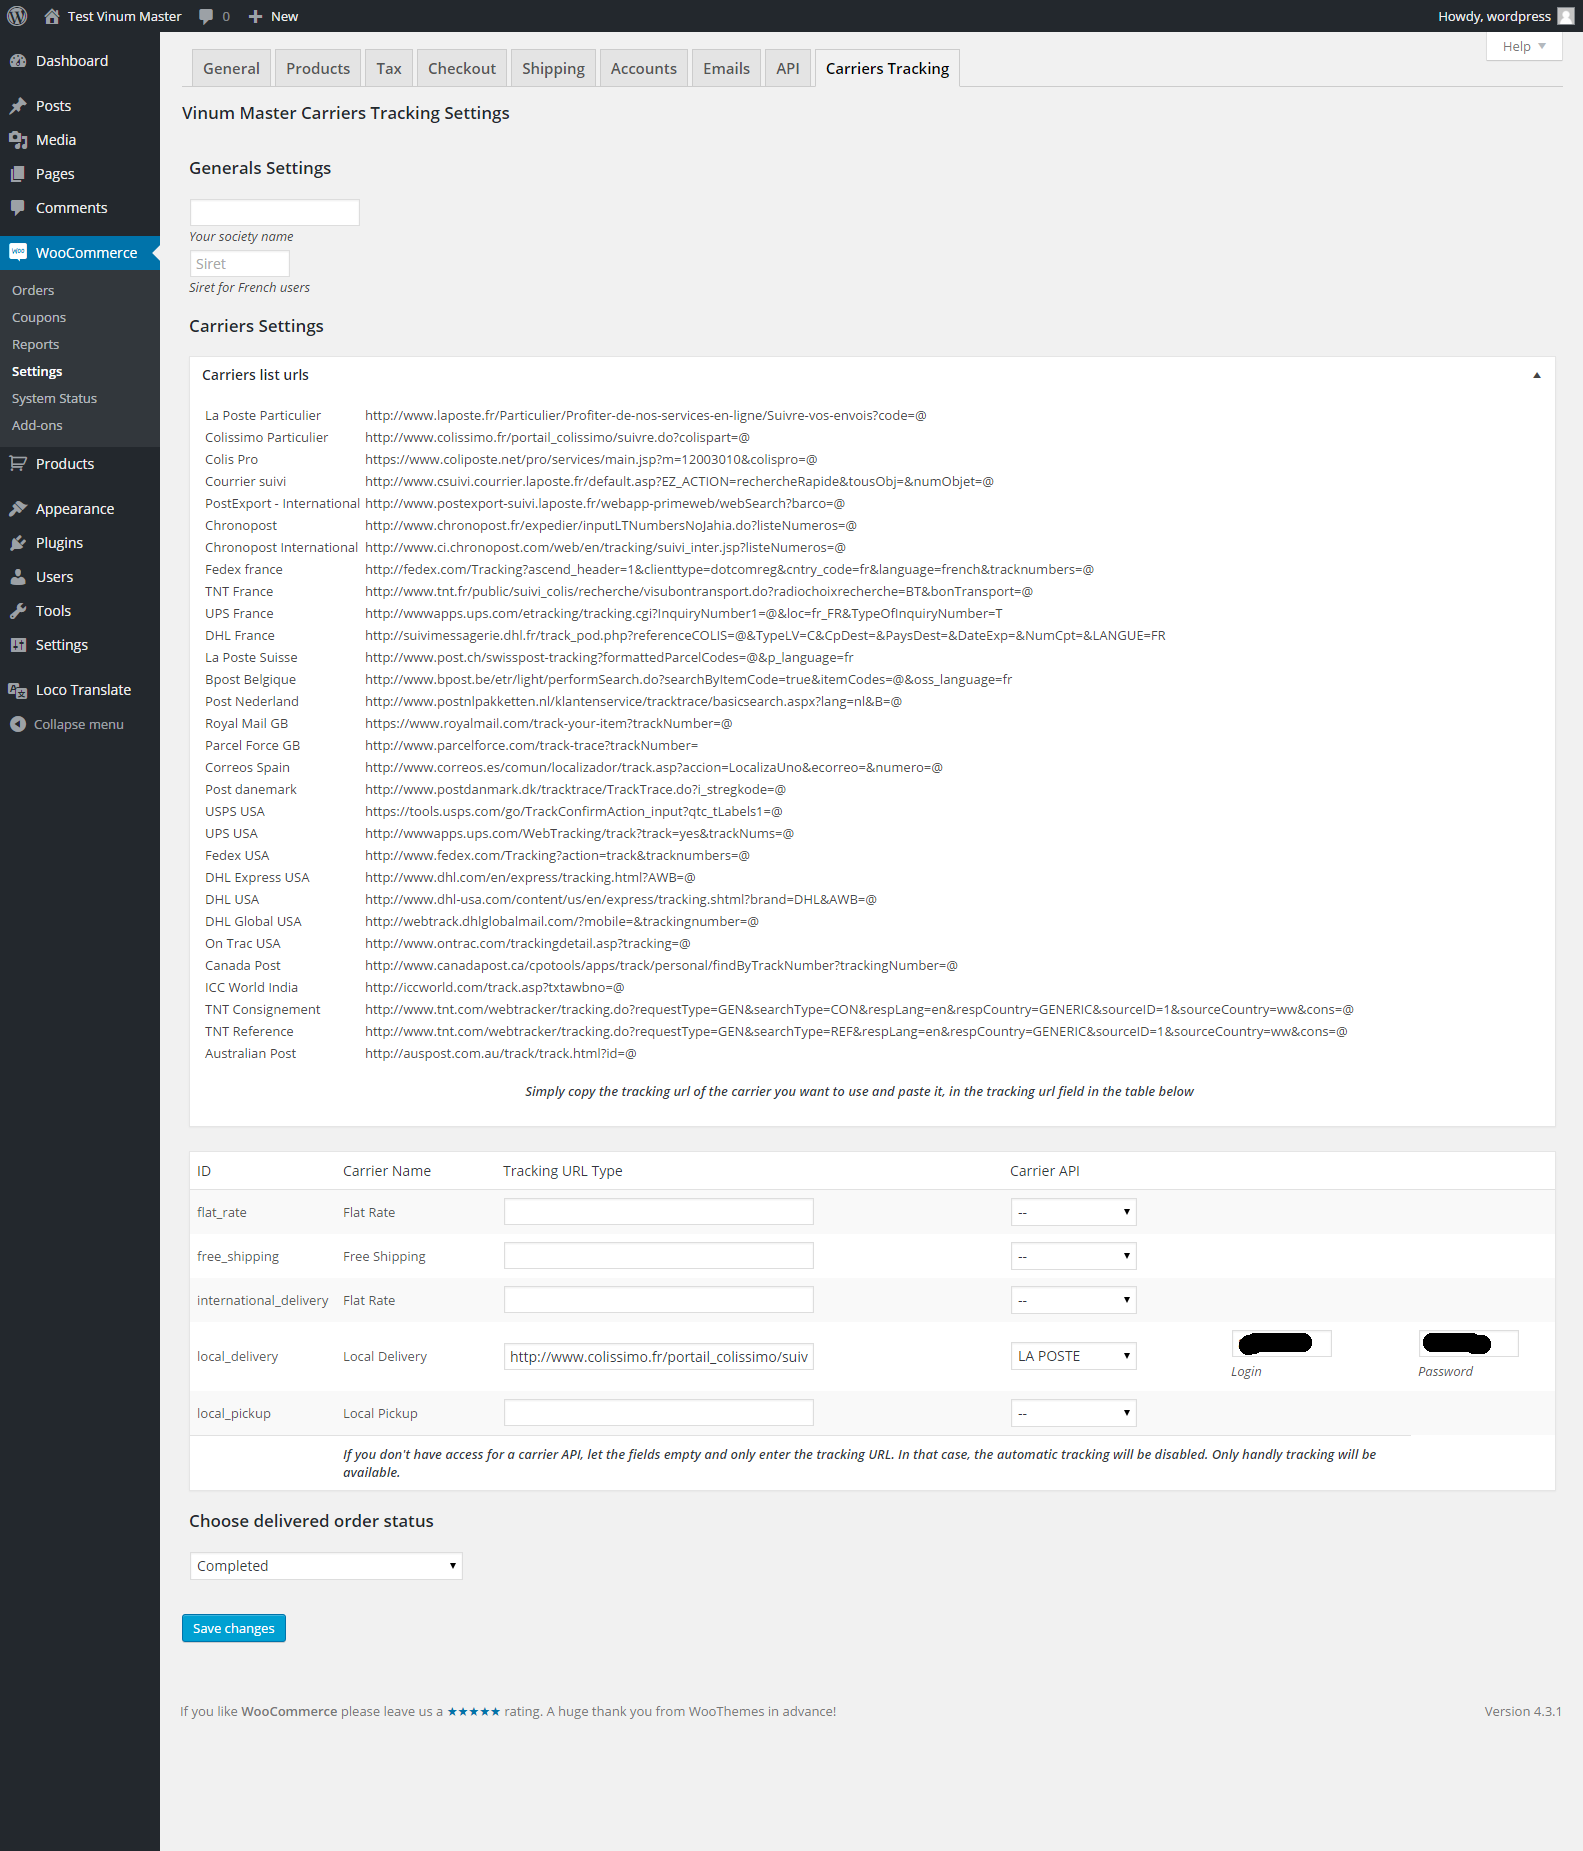 Test Vinum Master 0 New Howdy, wordpress
Help
Dashboard
Posts
Media
Pages
Comments
WooCommerce
Orders
Coupons
Reports
Settings
System Status
Add-ons
Products
Appearance
Plugins
Users
Tools
Settings
Loco Translate
Collapse menu
General Products Tax Checkout Shipping Accounts Emails API Carriers Tracking
Vinum Master Carriers Tracking Settings
Generals Settings
Your society name
Siret
Siret for French users
Carriers Settings
Carriers list urls
La Poste Particulier http://www.laposte.fr/Particulier/Profiter-de-nos-services-en-ligne/Suivre-vos-envois?code=@
Colissimo Particulier http://www.colissimo.fr/portail_colissimo/suivre.do?colispart=@
Colis Pro https://www.coliposte.net/pro/services/main.jsp?m=12003010&colispro=@
Courrier suivi http://www.csuivi.courrier.laposte.fr/default.asp?EZ_ACTION=rechercheRapide&tousObj=&numObjet=@
PostExport - International http://www.postexport-suivi.laposte.fr/webapp-primeweb/webSearch?barco=@
Chronopost http://www.chronopost.fr/expedier/inputLTNumbersNoJahia.do?listeNumeros=@
Chronopost International http://www.ci.chronopost.com/web/en/tracking/suivi_inter.jsp?listeNumeros=@
Fedex france http://fedex.com/Tracking?ascend_header=1&clienttype=dotcomreg&cntry_code=fr&language=french&tracknumbers=@
TNT France http://www.tnt.fr/public/suivi_colis/recherche/visubontransport.do?radiochoixrecherche=BT&bonTransport=@
UPS France http://wwwapps.ups.com/etracking/tracking.cgi?InquiryNumber1=@&loc=fr_FR&TypeOfInquiryNumber=T
DHL France http://suivimessagerie.dhl.fr/track_pod.php?referenceCOLIS=@&TypeLV=C&CpDest=&PaysDest=&DateExp=&NumCpt=&LANGUE=FR
La Poste Suisse http://www.post.ch/swisspost-tracking?formattedParcelCodes=@&p_language=fr
Bpost Belgique http://www.bpost.be/etr/light/performSearch.do?searchByItemCode=true&itemCodes=@&oss_language=fr
Post Nederland http://www.postnlpakketten.nl/klantenservice/tracktrace/basicsearch.aspx?lang=nl&B=@
Royal Mail GB https://www.royalmail.com/track-your-item?trackNumber=@
Parcel Force GB http://www.parcelforce.com/track-trace?trackNumber=
Correos Spain http://www.correos.es/comun/localizador/track.asp?accion=LocalizaUno&ecorreo=&numero=@
Post danemark http://www.postdanmark.dk/tracktrace/TrackTrace.do?i_stregkode=@
USPS USA https://tools.usps.com/go/TrackConfirmAction_input?qtc_tLabels1=@
UPS USA http://wwwapps.ups.com/WebTracking/track?track=yes&trackNums=@
Fedex USA http://www.fedex.com/Tracking?action=track&tracknumbers=@
DHL Express USA http://www.dhl.com/en/express/tracking.html?AWB=@
DHL USA http://www.dhl-usa.com/content/us/en/express/tracking.shtml?brand=DHL&AWB=@
DHL Global USA http://webtrack.dhlglobalmail.com/?mobile=&trackingnumber=@
On Trac USA http://www.ontrac.com/trackingdetail.asp?tracking=@
Canada Post http://www.canadapost.ca/cpotools/apps/track/personal/findByTrackNumber?trackingNumber=@
ICC World India http://iccworld.com/track.asp?txtawbno=@
TNT Consignement http://www.tnt.com/webtracker/tracking.do?requestType=GEN&searchType=CON&respLang=en&respCountry=GENERIC&sourceID=1&sourceCountry=ww&cons=@
TNT Reference http://www.tnt.com/webtracker/tracking.do?requestType=GEN&searchType=REF&respLang=en&respCountry=GENERIC&sourceID=1&sourceCountry=ww&cons=@
Australian Post http://auspost.com.au/track/track.html?id=@
Simply copy the tracking url of the carrier you want to use and paste it, in the tracking url field in the table below
ID Carrier Name Tracking URL Type Carrier API
flat_rate Flat Rate --
free_shipping Free Shipping --
international_delivery Flat Rate --
local_delivery Local Delivery http://www.colissimo.fr/portail_colissimo/suiv LA POSTE
Login Password
local_pickup Local Pickup --
If you don't have access for a carrier API, let the fields empty and only enter the tracking URL. In that case, the automatic tracking will be disabled. Only handly tracking will be
available.
Choose delivered order status
Completed
Save changes
If you like WooCommerce please leave us a ★★★★★ rating. A huge thank you from WooThemes in advance! Version 4.3.1